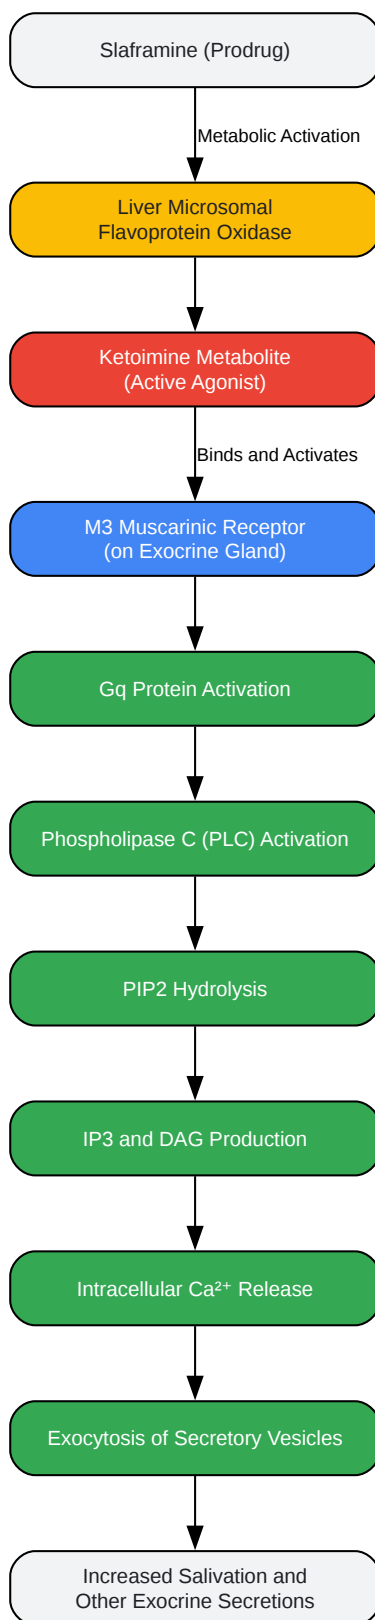 Slaframine (Prodrug)
Metabolic Activation
Liver Microsomal
Flavoprotein Oxidase
Ketoimine Metabolite
(Active Agonist)
Binds and Activates
M3 Muscarinic Receptor
(on Exocrine Gland)
Gq Protein Activation
Phospholipase C (PLC) Activation
PIP2 Hydrolysis
IP3 and DAG Production
Intracellular Ca²⁺ Release
Exocytosis of Secretory Vesicles
Increased Salivation and
Other Exocrine Secretions